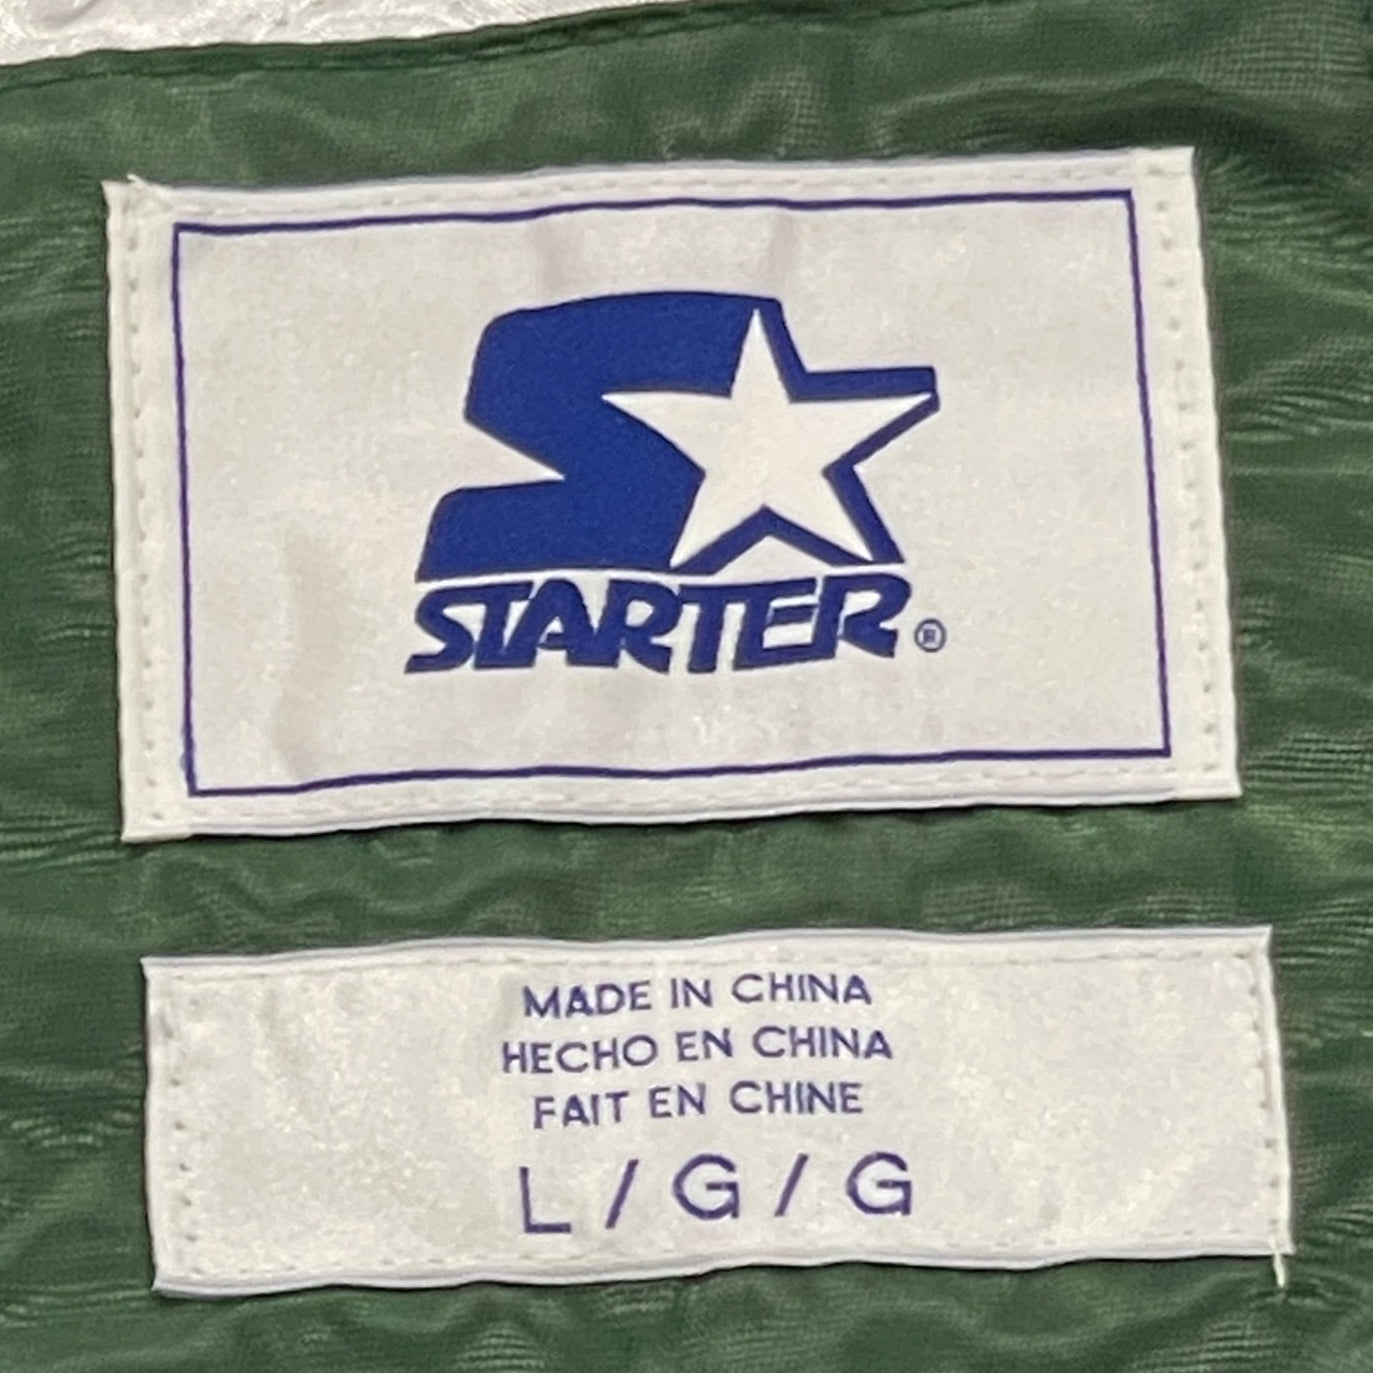 STARTER®
MADE IN CHINA
HECHO EN CHINA
FAIT EN CHINE
L / G / G